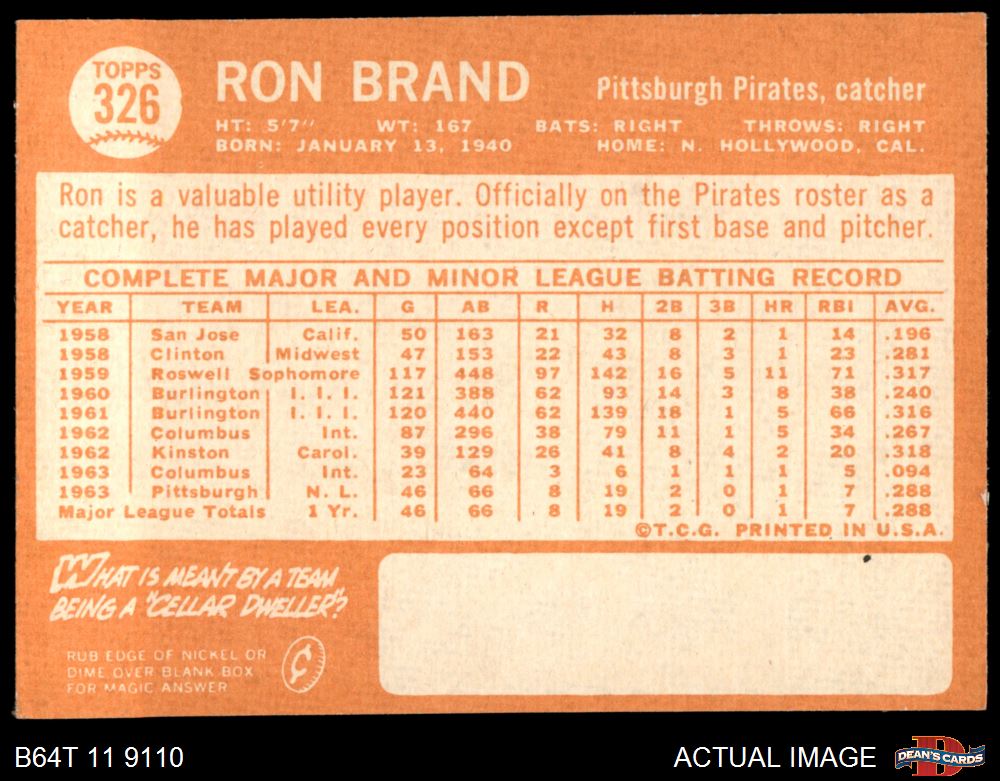 TOPPS
326
RON BRAND
Pittsburgh Pirates, catcher
HT: 5'7" WT: 167 BATS: RIGHT THROWS: RIGHT
BORN: JANUARY 13, 1940 HOME: N. HOLLYWOOD, CAL.
Ron is a valuable utility player. Officially on the Pirates roster as a
catcher, he has played every position except first base and pitcher.
COMPLETE MAJOR AND MINOR LEAGUE BATTING RECORD
YEAR TEAM LEA. G AB R H 2B 3B HR RBI AVG.
1958 San Jose Calif. 50 163 21 32 8 2 1 14 .196
1958 Clinton Midwest 47 153 22 43 8 3 1 23 .281
1959 Roswell Sophomore 117 448 97 142 16 5 11 71 .317
1960 Burlington I. I. I. 121 388 62 93 14 3 8 38 .240
1961 Burlington I. I. I. 120 440 62 139 18 1 5 66 .316
1962 Columbus Int. 87 296 38 79 11 1 5 34 .267
1962 Kinston Carol. 39 129 26 41 8 4 2 20 .318
1963 Columbus Int. 23 64 3 6 1 1 1 5 .094
1963 Pittsburgh N. L. 46 66 8 19 2 0 1 7 .288
Major League Totals 1 Yr. 46 66 8 19 2 0 1 7 .288
©T.C.G. PRINTED IN U.S.A.
WHAT IS MEANT BY A TEAM
BEING A "CELLAR DWELLER"?
RUB EDGE OF NICKEL OR
DIME OVER BLANK BOX
FOR MAGIC ANSWER
¢
B64T 11 9110
ACTUAL IMAGE
D
DEAN'S CARDS